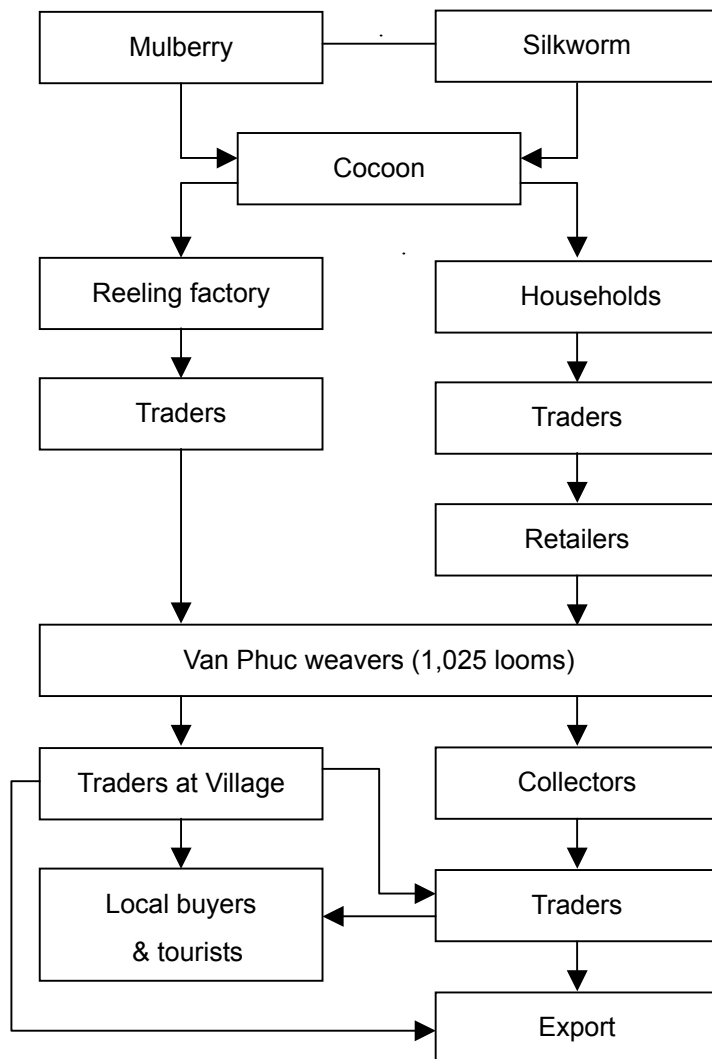 Mulberry
Silkworm
Cocoon
Reeling factory
Households
Traders
Traders
Retailers
Van Phuc weavers (1,025 looms)
Traders at Village
Collectors
Local buyers
& tourists
Traders
Export